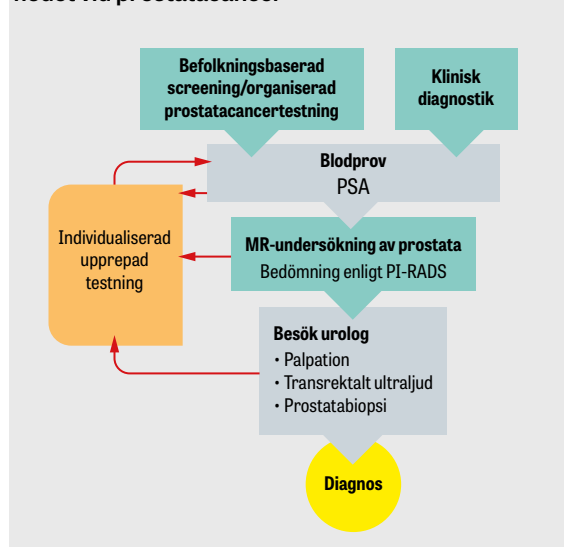 Befolkningsbaserad
screening/organiserad
prostatacancertestning
Klinisk
diagnostik
Blodprov
PSA
Individualiserad
upprepad
testning
MR-undersökning av prostata
Bedömning enligt PI-RADS
Besök urolog
• Palpation
• Transrektalt ultraljud
• Prostatabiopsi
Diagnos